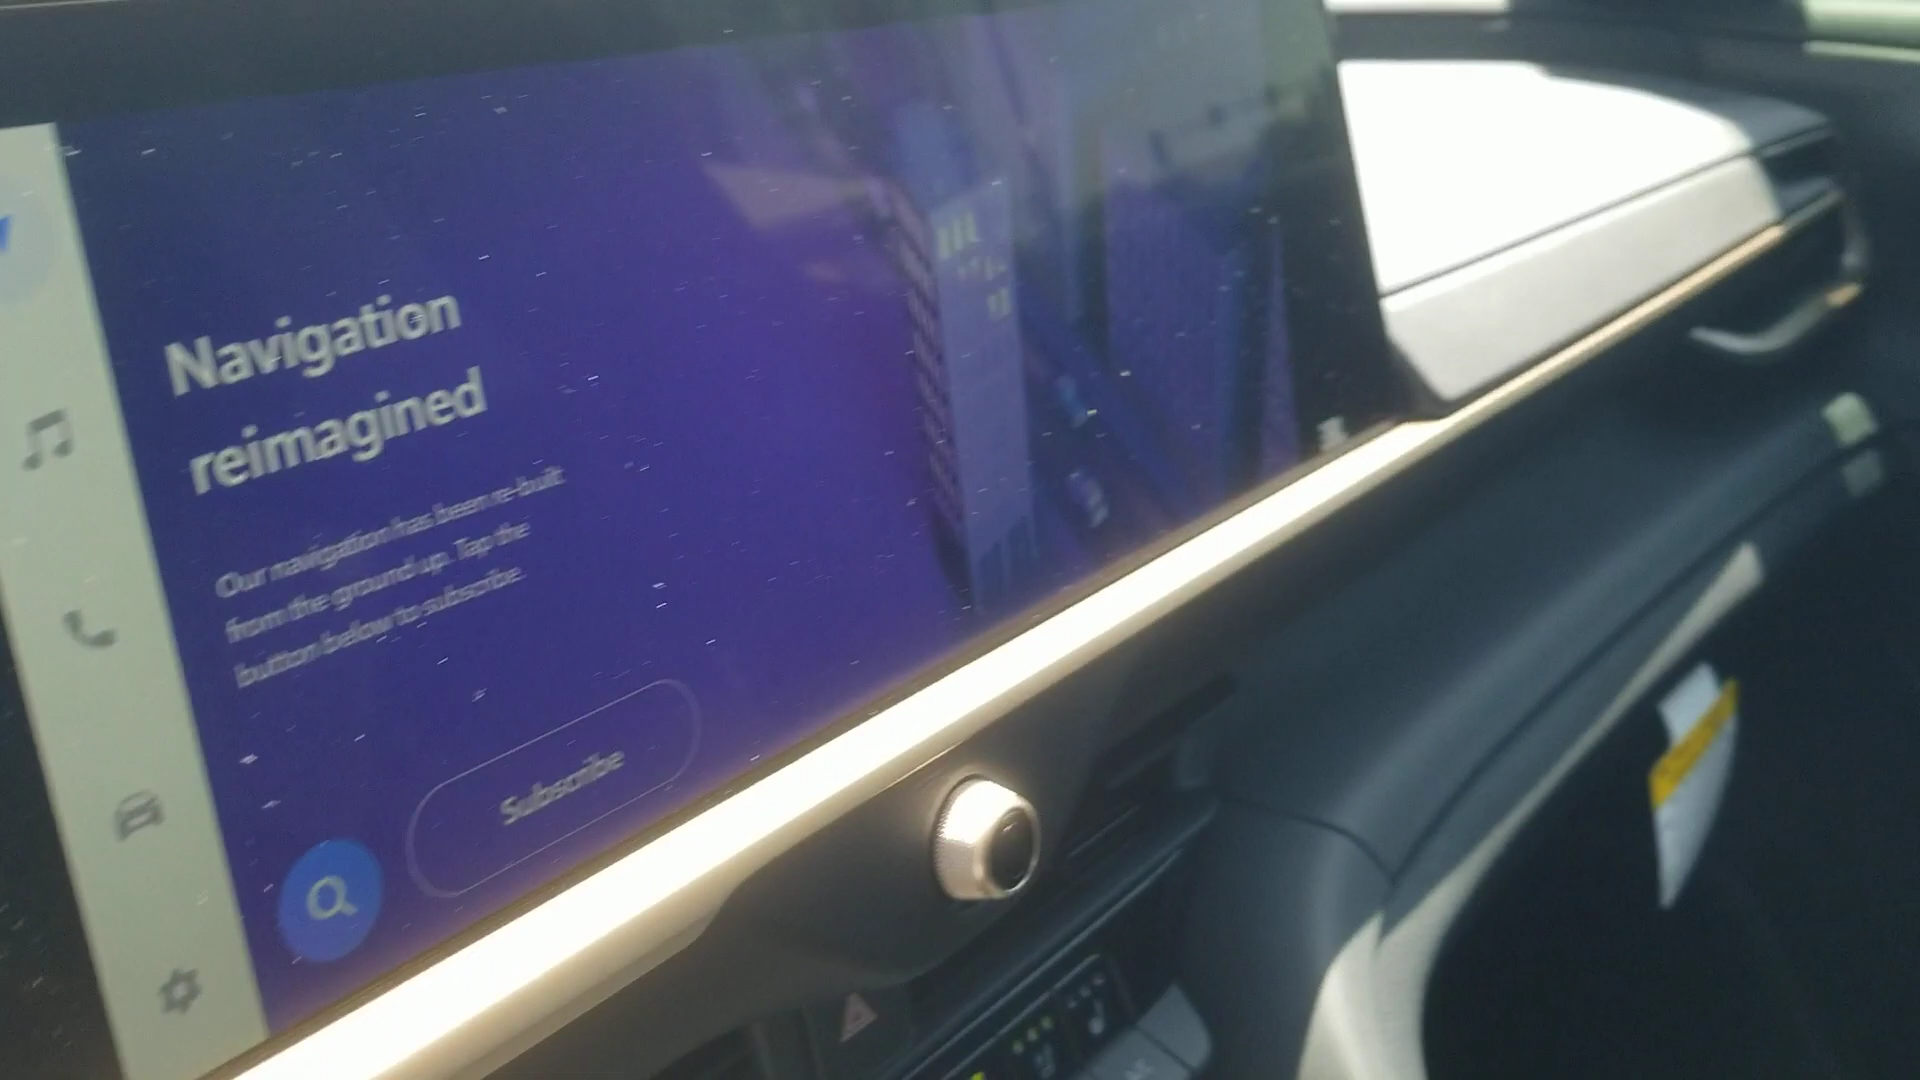 Navigation
reimagined
Our navigation has been re-built
from the ground up. Tap the
button below to subscribe.
Subscribe